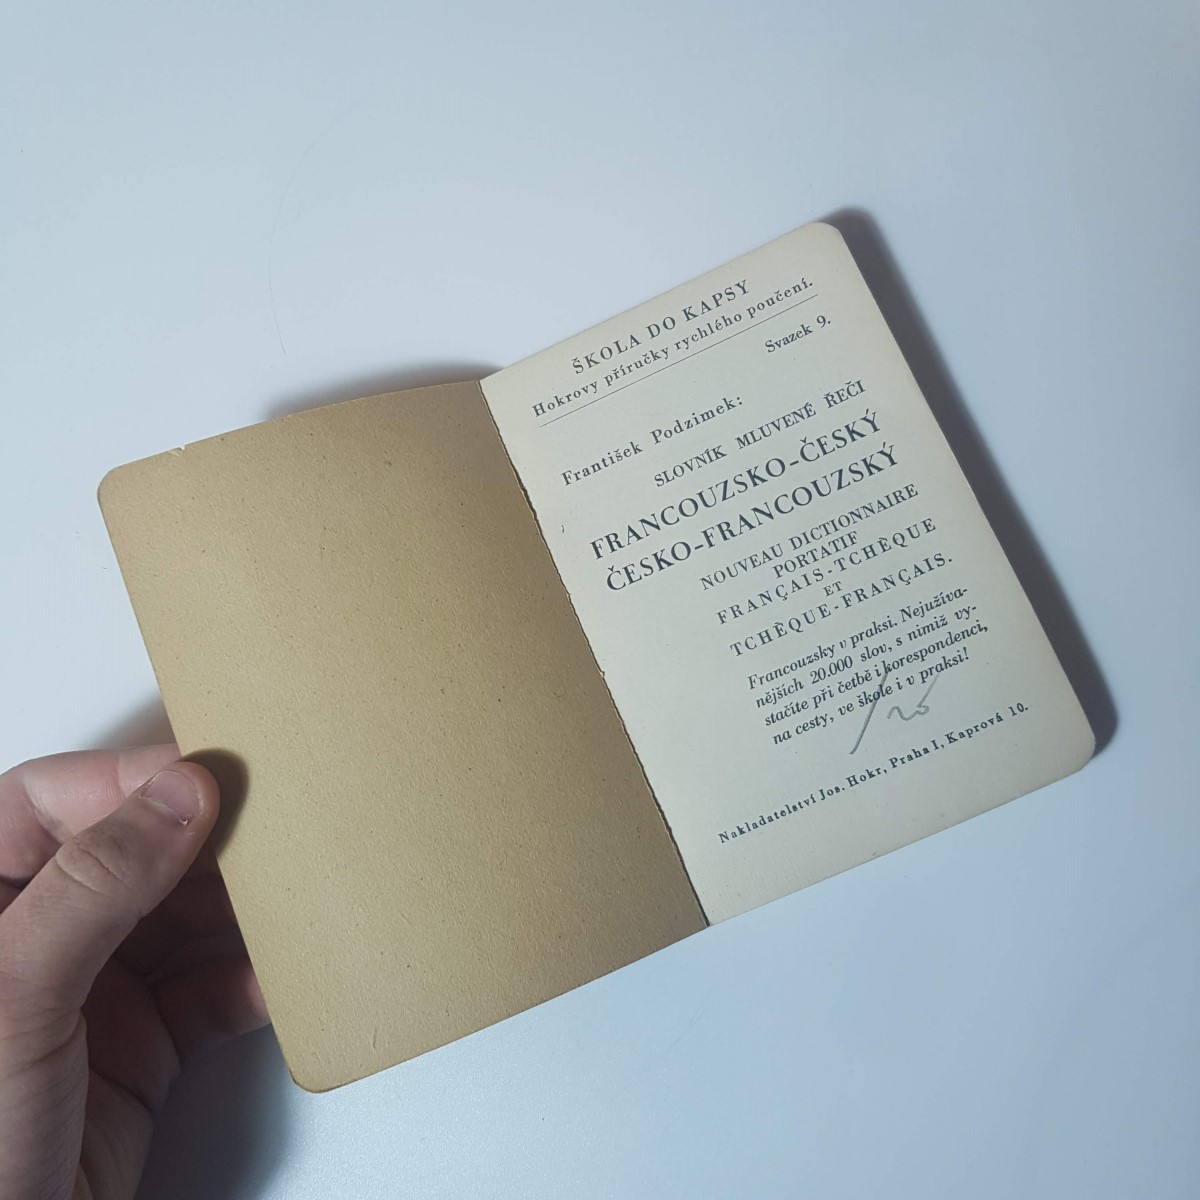 ŠKOLA DO KAPSY
Hokrovy příručky rychlého poučení.
Svazek 9.
František Podzimek:
SLOVNÍK MLUVENÉ ŘEČI
FRANCOUZSKO-ČESKÝ
ČESKO-FRANCOUZSKÝ
NOUVEAU DICTIONNAIRE
PORTATIF
FRANÇAIS-TCHÈQUE
ET
TCHÈQUE-FRANÇAIS.
Francouzsky v praksi. Nejužíva-
nějších 20.000 slov, s nimiž vy-
stačíte při četbě i korespondenci,
na cesty, ve škole i v praksi!
Nakladatelství Jos. Hokr, Praha I, Kaprová 10.